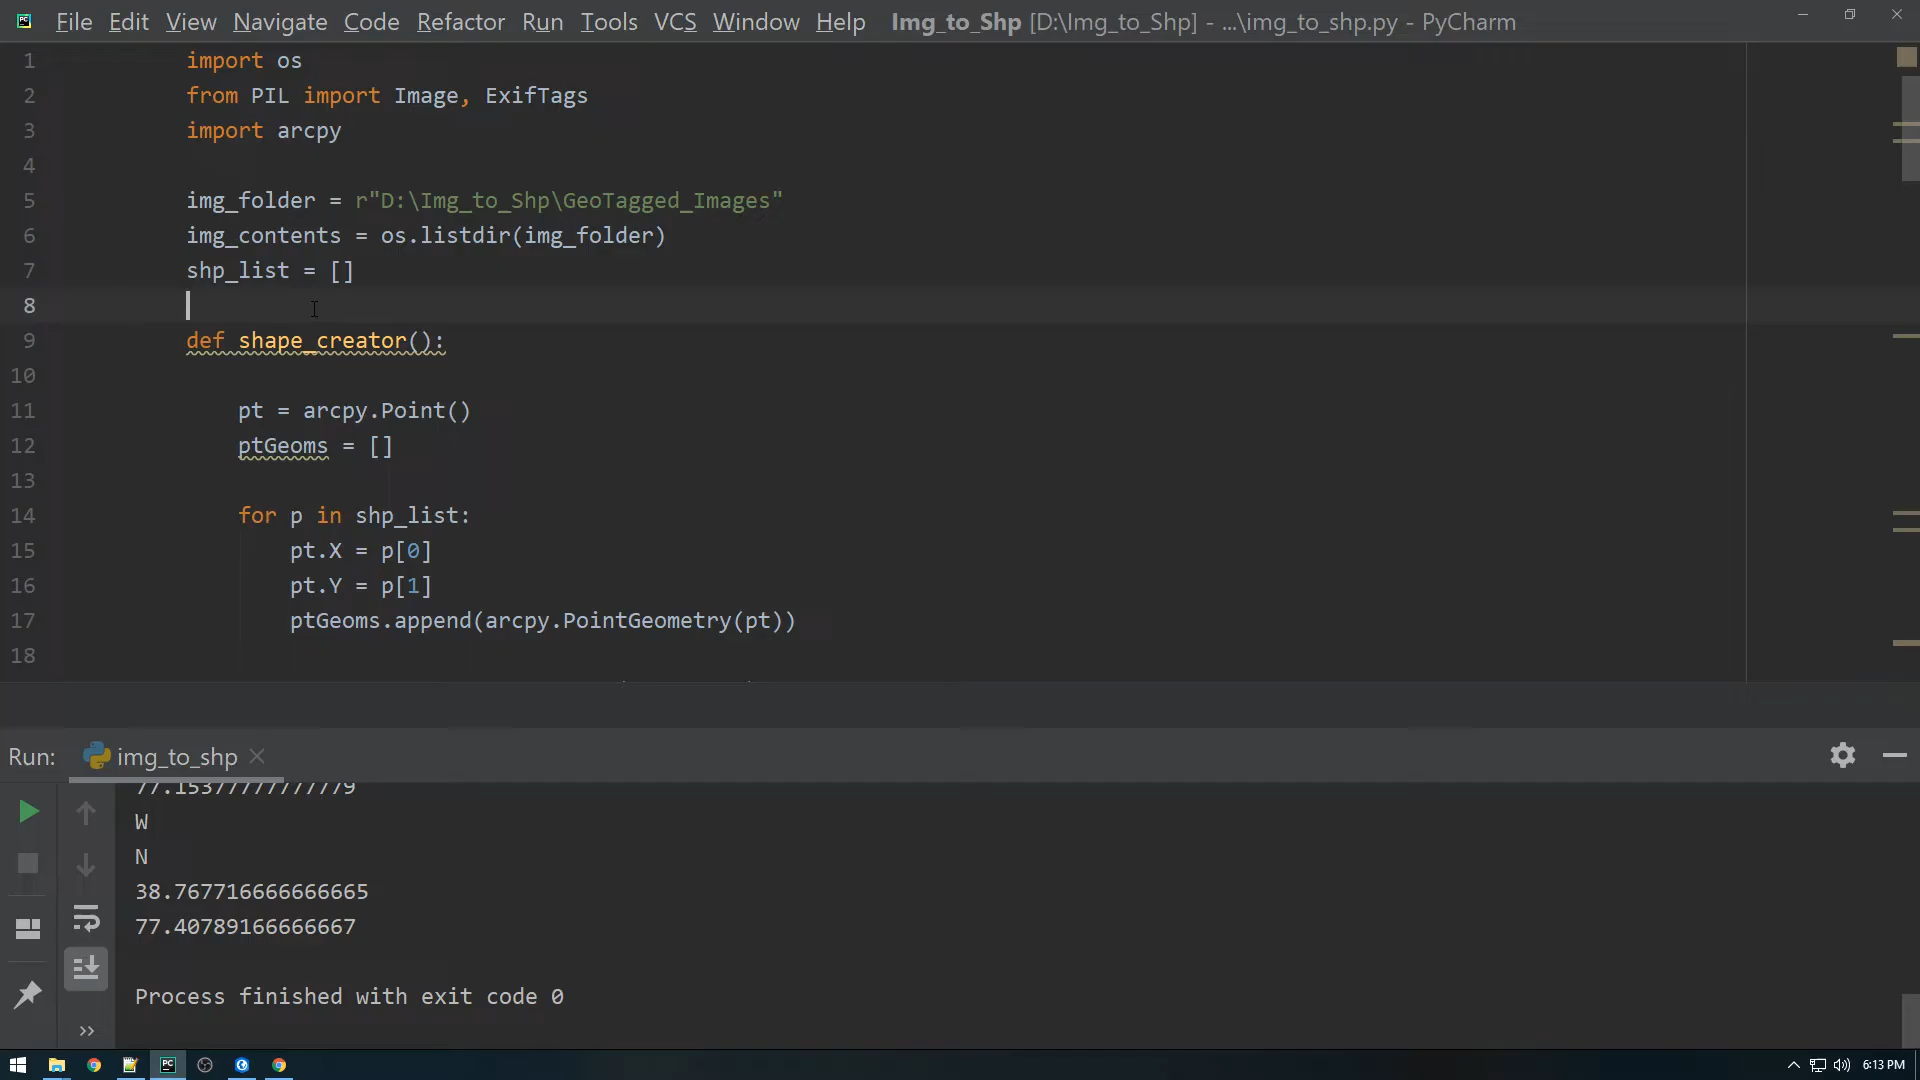 File Edit View Navigate Code Refactor Run Tools VCS Window Help Img_to_Shp [D:\Img_to_Shp] - ...\img_to_shp.py - PyCharm
1 import os
2 from PIL import Image, ExifTags
3 import arcpy
4
5 img_folder = r"D:\Img_to_Shp\GeoTagged_Images"
6 img_contents = os.listdir(img_folder)
7 shp_list = []
8
9 def shape_creator():
10
11 pt = arcpy.Point()
12 ptGeoms = []
13
14 for p in shp_list:
15 pt.X = p[0]
16 pt.Y = p[1]
17 ptGeoms.append(arcpy.PointGeometry(pt))
18
Run: img_to_shp
W
N
38.767716666666665
77.40789166666667
Process finished with exit code 0
PC
6:13 PM